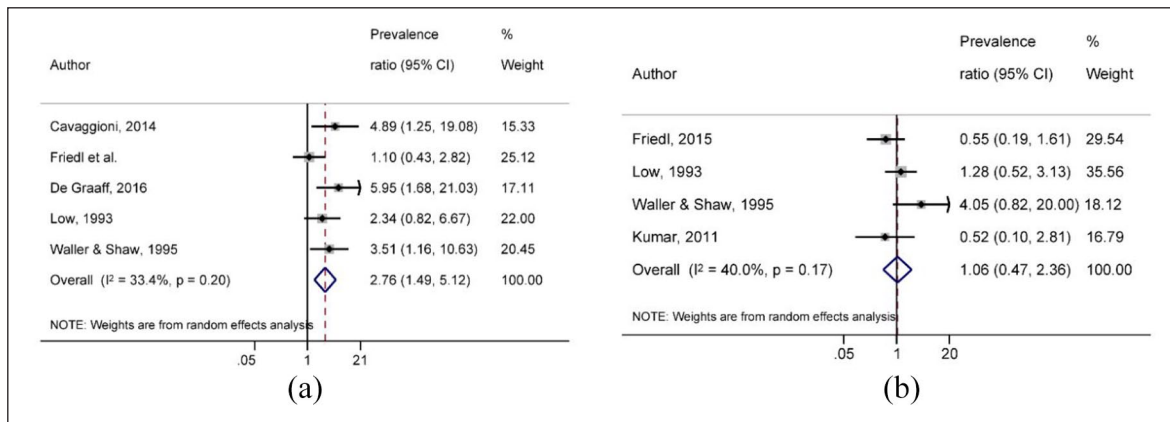 Prevalence %
Author ratio (95% CI) Weight
Cavaggioni, 2014 4.89 (1.25, 19.08) 15.33
Friedl et al. 1.10 (0.43, 2.82) 25.12
De Graaff, 2016 5.95 (1.68, 21.03) 17.11
Low, 1993 2.34 (0.82, 6.67) 22.00
Waller & Shaw, 1995 3.51 (1.16, 10.63) 20.45
Overall (I² = 33.4%, p = 0.20) 2.76 (1.49, 5.12) 100.00
NOTE: Weights are from random effects analysis
.05 1 21
(a)
Prevalence %
Author ratio (95% CI) Weight
Friedl, 2015 0.55 (0.19, 1.61) 29.54
Low, 1993 1.28 (0.52, 3.13) 35.56
Waller & Shaw, 1995 4.05 (0.82, 20.00) 18.12
Kumar, 2011 0.52 (0.10, 2.81) 16.79
Overall (I² = 40.0%, p = 0.17) 1.06 (0.47, 2.36) 100.00
NOTE: Weights are from random effects analysis
.05 1 20
(b)